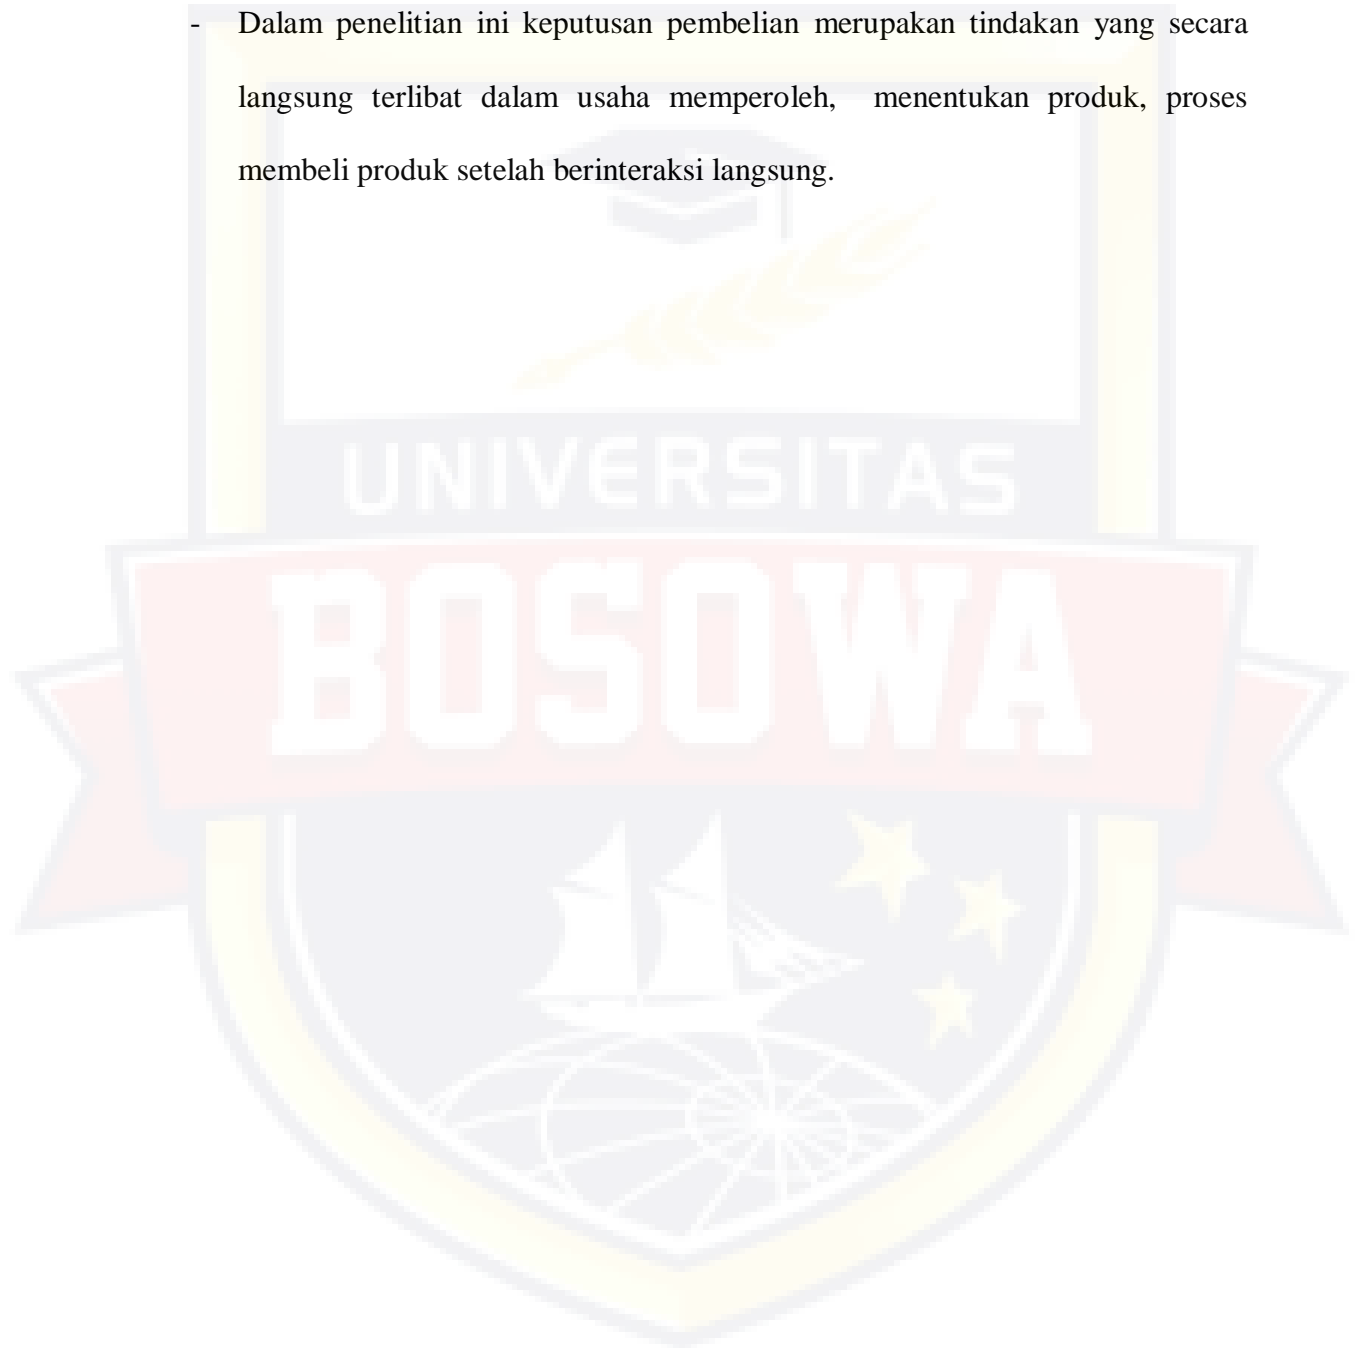 - Dalam penelitian ini keputusan pembelian merupakan tindakan yang secara
langsung terlibat dalam usaha memperoleh, menentukan produk, proses
membeli produk setelah berinteraksi langsung.
UNIVERSITAS
BOSOWA